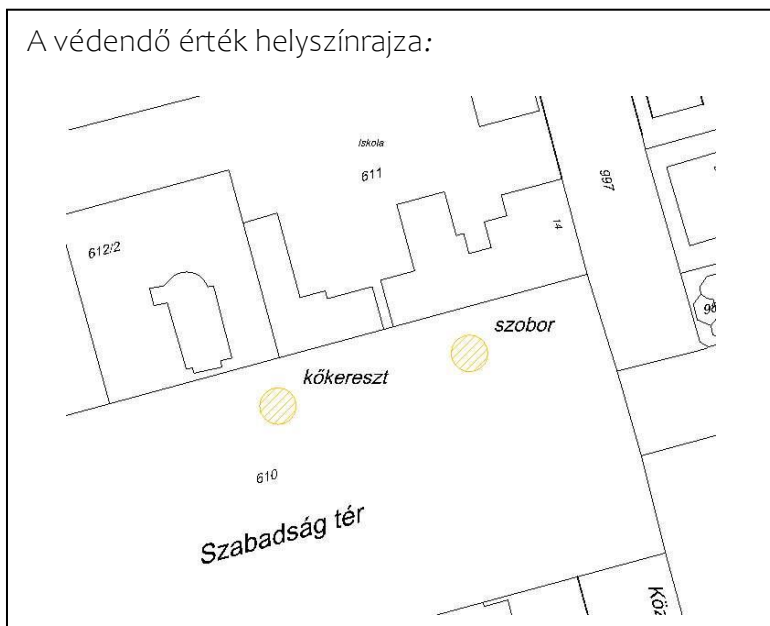 A védendő érték helyszínrajza:
Iskola
611
997
612/2
14
szobor
kőkereszt
610
Szabadság tér